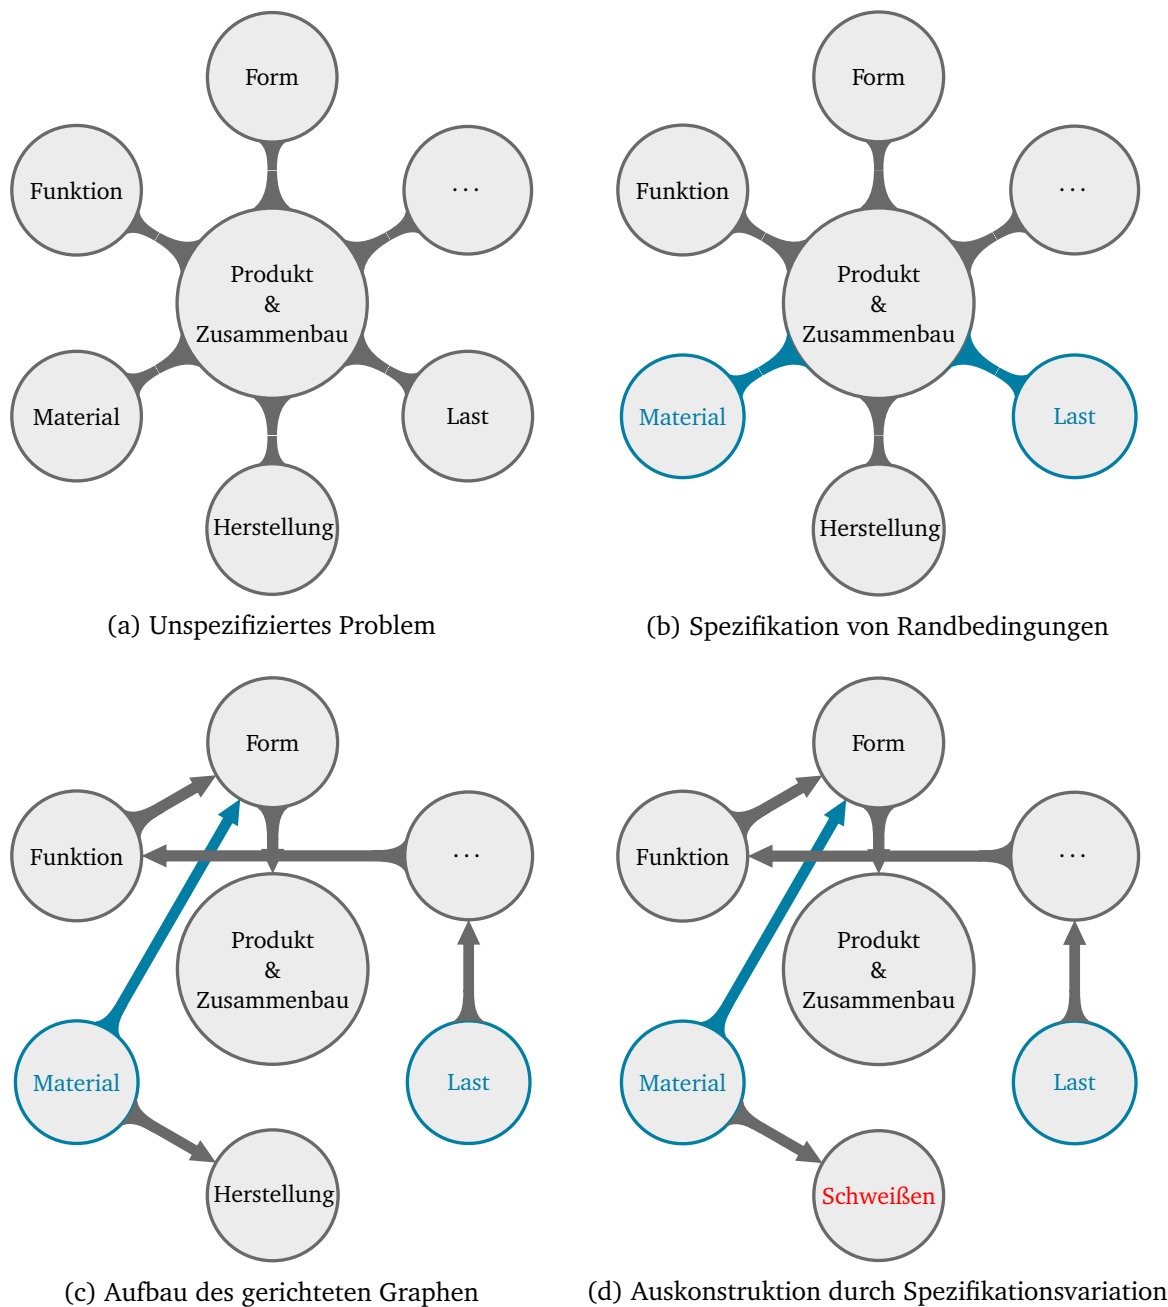 Form
Funktion
...
Produkt
&
Zusammenbau
Material
Last
Herstellung
(a) Unspezifiziertes Problem
Form
Funktion
...
Produkt
&
Zusammenbau
Material
Last
Herstellung
(b) Spezifikation von Randbedingungen
Form
Funktion
...
Produkt
&
Zusammenbau
Material
Last
Herstellung
(c) Aufbau des gerichteten Graphen
Form
Funktion
...
Produkt
&
Zusammenbau
Material
Last
Schweißen
(d) Auskonstruktion durch Spezifikationsvariation